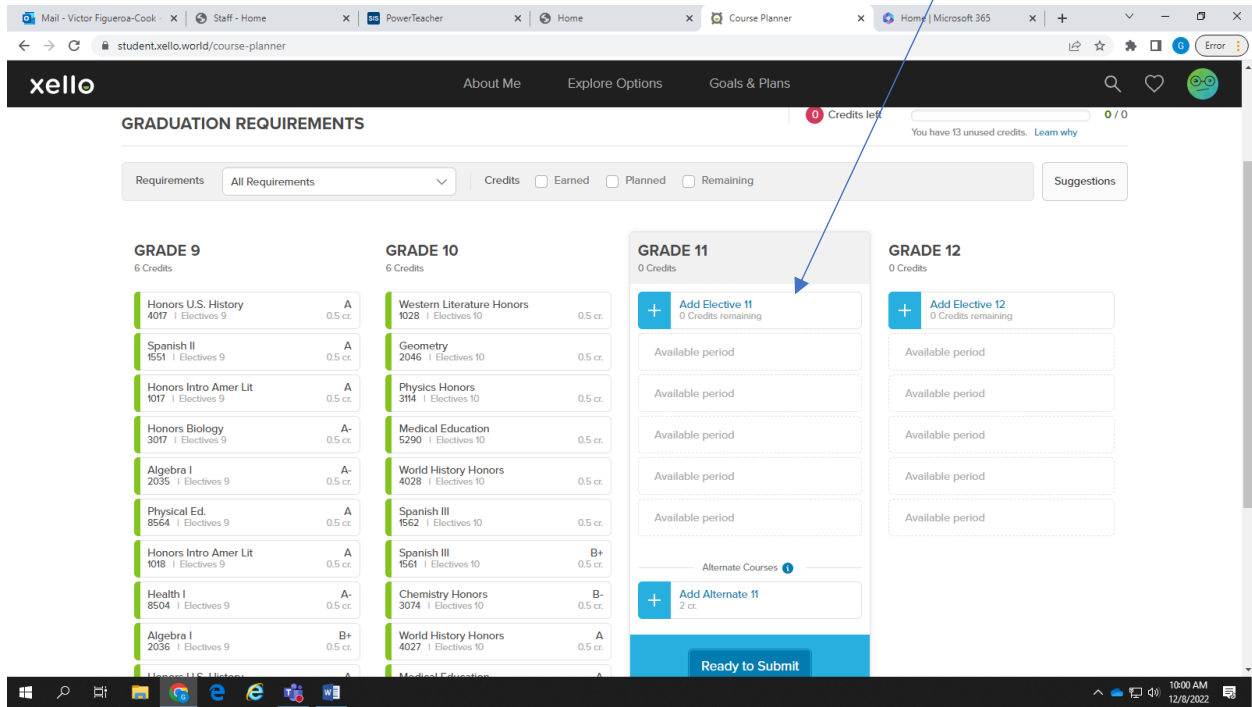 Mail - Victor Figueroa-Cook - Staff - Home PowerTeacher Home Course Planner Home | Microsoft 365
student.xello.world/course-planner G Error
xello About Me Explore Options Goals & Plans
GRADUATION REQUIREMENTS 0 Credits left 0 / 0
You have 13 unused credits. Learn why
Requirements All Requirements Credits Earned Planned Remaining Suggestions
GRADE 9
6 Credits
Honors U.S. History A
4017 | Electives 9 0.5 cr.
Spanish II A
1551 | Electives 9 0.5 cr.
Honors Intro Amer Lit A
1017 | Electives 9 0.5 cr.
Honors Biology A-
3017 | Electives 9 0.5 cr.
Algebra I A-
2035 | Electives 9 0.5 cr.
Physical Ed. A
8564 | Electives 9 0.5 cr.
Honors Intro Amer Lit A
1018 | Electives 9 0.5 cr.
Health I A-
8504 | Electives 9 0.5 cr.
Algebra I B+
2036 | Electives 9 0.5 cr.
Honors U.S. History A
GRADE 10
6 Credits
Western Literature Honors
1028 | Electives 10 0.5 cr.
Geometry
2046 | Electives 10 0.5 cr.
Physics Honors
3114 | Electives 10 0.5 cr.
Medical Education
5290 | Electives 10 0.5 cr.
World History Honors
4028 | Electives 10 0.5 cr.
Spanish III
1562 | Electives 10 0.5 cr.
Spanish III B+
1561 | Electives 10 0.5 cr.
Chemistry Honors B-
3074 | Electives 10 0.5 cr.
World History Honors A
4027 | Electives 10 0.5 cr.
Medical Education A
GRADE 11
0 Credits
Add Elective 11
0 Credits remaining
Available period
Available period
Available period
Available period
Available period
Alternate Courses
Add Alternate 11
2 cr.
Ready to Submit
GRADE 12
0 Credits
Add Elective 12
0 Credits remaining
Available period
Available period
Available period
Available period
Available period
10:00 AM
12/8/2022